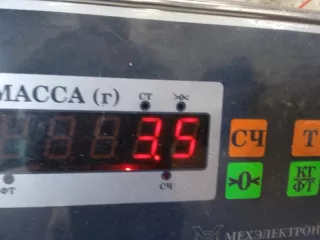 МАССА (г)
СТ >0<
3.5
СЧ Т
>0< КГ
ФТ
ФТ СЧ
МЕХЭЛЕКТРОН